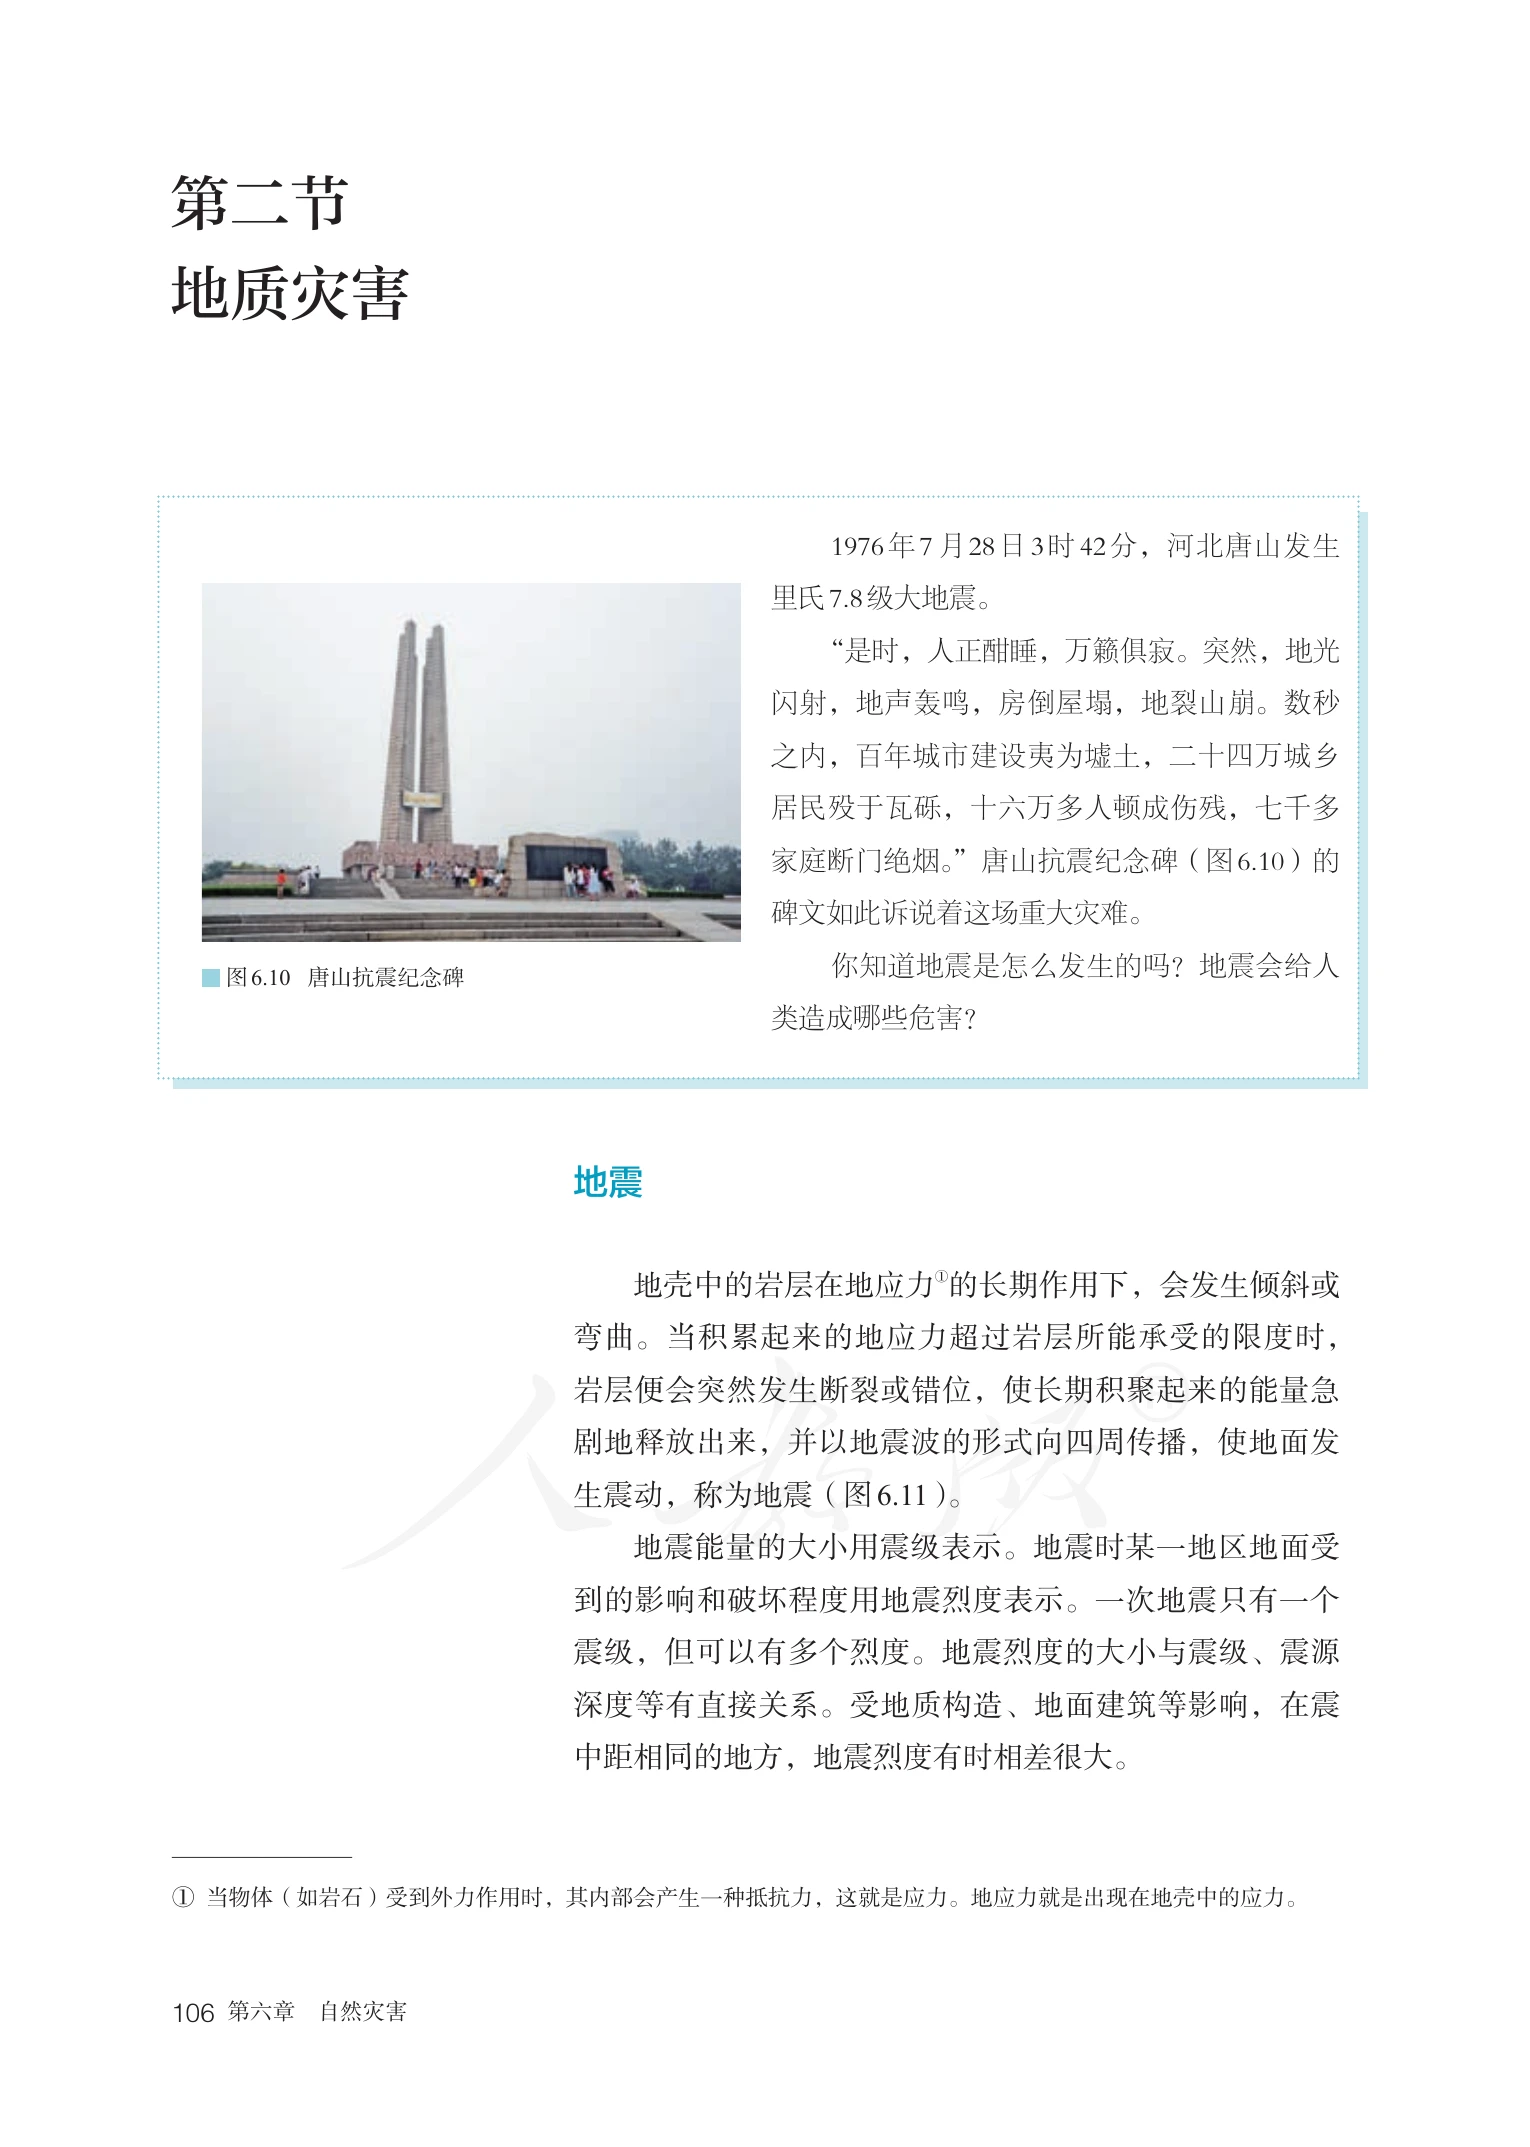 第二节
地质灾害
1976年7月28日3时42分，河北唐山发生
里氏7.8级大地震。
“是时，人正酣睡，万籁俱寂。突然，地光
闪射，地声轰鸣，房倒屋塌，地裂山崩。数秒
之内，百年城市建设夷为墟土，二十四万城乡
居民殁于瓦砾，十六万多人顿成伤残，七千多
家庭断门绝烟。”唐山抗震纪念碑（图6.10）的
碑文如此诉说着这场重大灾难。
你知道地震是怎么发生的吗？地震会给人
类造成哪些危害？
图6.10 唐山抗震纪念碑
地震
地壳中的岩层在地应力①的长期作用下，会发生倾斜或
弯曲。当积累起来的地应力超过岩层所能承受的限度时，
岩层便会突然发生断裂或错位，使长期积聚起来的能量急
剧地释放出来，并以地震波的形式向四周传播，使地面发
生震动，称为地震（图6.11）。
地震能量的大小用震级表示。地震时某一地区地面受
到的影响和破坏程度用地震烈度表示。一次地震只有一个
震级，但可以有多个烈度。地震烈度的大小与震级、震源
深度等有直接关系。受地质构造、地面建筑等影响，在震
中距相同的地方，地震烈度有时相差很大。
人教版®
① 当物体（如岩石）受到外力作用时，其内部会产生一种抵抗力，这就是应力。地应力就是出现在地壳中的应力。
106 第六章 自然灾害